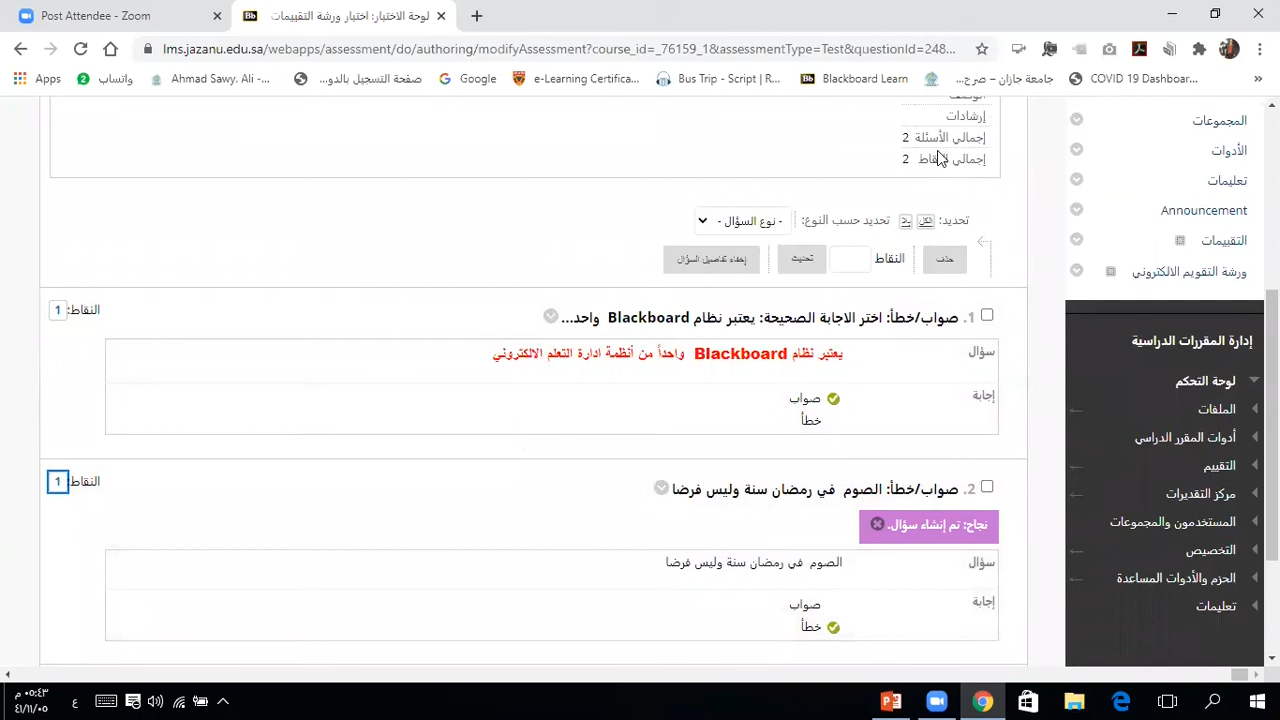 Post Attendee - Zoom
لوحة الاختبار: اختبار ورشة التقييمات
lms.jazanu.edu.sa/webapps/assessment/do/authoring/modifyAssessment?course_id=_76159_1&assessmentType=Test&questionId=248...
Apps
واتساب
Ahmad Sawy. Ali -...
صفحة التسجيل بالدو...
Google
e-Learning Certifica...
Bus Trip _ Script | R...
Blackboard Learn
جامعة جازان – صرح...
COVID 19 Dashboar...
»
إرشادات
إجمالي الأسئلة 2
إجمالي النقاط 2
تحديد: الكل
تحديد حسب النوع: - نوع السؤال -
حذف
النقاط
تحديث
إخفاء تفاصيل السؤال
1. صواب/خطأ: اختر الاجابة الصحيحة: يعتبر نظام Blackboard واحد...
النقاط: 1
سؤال
يعتبر نظام Blackboard واحداً من أنظمة ادارة التعلم الالكتروني
إجابة
صواب
خطأ
2. صواب/خطأ: الصوم في رمضان سنة وليس فرضا
النقاط: 1
نجاح: تم إنشاء سؤال.
سؤال
الصوم في رمضان سنة وليس فرضا
إجابة
صواب
خطأ
المجموعات
الأدوات
تعليمات
Announcement
التقييمات
ورشة التقويم الالكتروني
إدارة المقررات الدراسية
لوحة التحكم
الملفات
أدوات المقرر الدراسي
التقييم
مركز التقديرات
المستخدمون والمجموعات
التخصيص
الحزم والأدوات المساعدة
تعليمات
٠٥:٤٣ م
٤١/١١/٠٥
ع